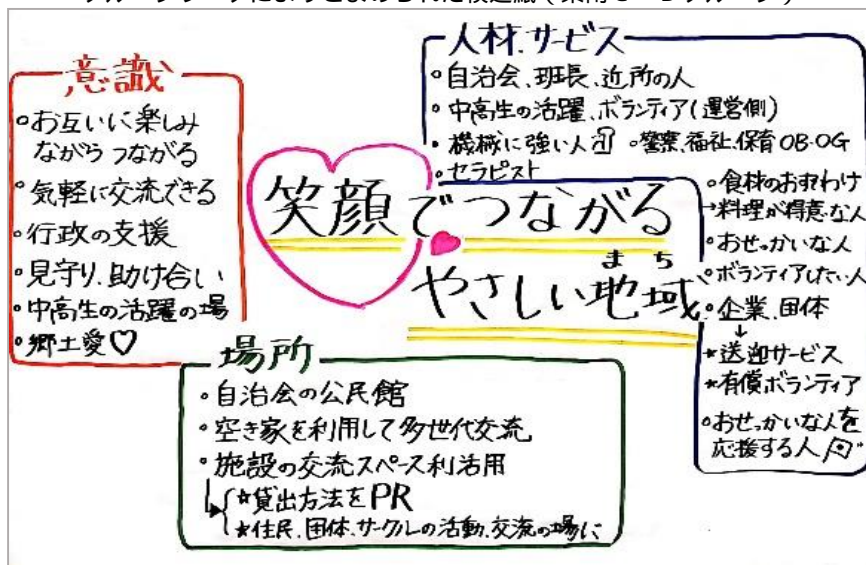 意識
・お互いに楽しみ
ながらつながる
・気軽に交流できる
・行政の支援
・見守り、助け合い
・中高生の活躍の場
・郷土愛♡
人材、サービス
・自治会、班長、近所の人
・中高生の活躍、ボランティア(運営側)
・機械に強い人 ・警察、福祉、保育OB・OG
・セラピスト
・食材のおすそわけ
→料理が得意な人
・おせっかいな人
・ボランティアしたい人
・企業、団体
↓
★送迎サービス
★有償ボランティア
・おせっかいな人を
応援する人
笑顔でつながる
まち
やさしい地域
場所
・自治会の公民館
・空き家を利用して多世代交流
・施設の交流スペース利活用
★貸出方法をPR
★住民、団体、サークルの活動、交流の場に